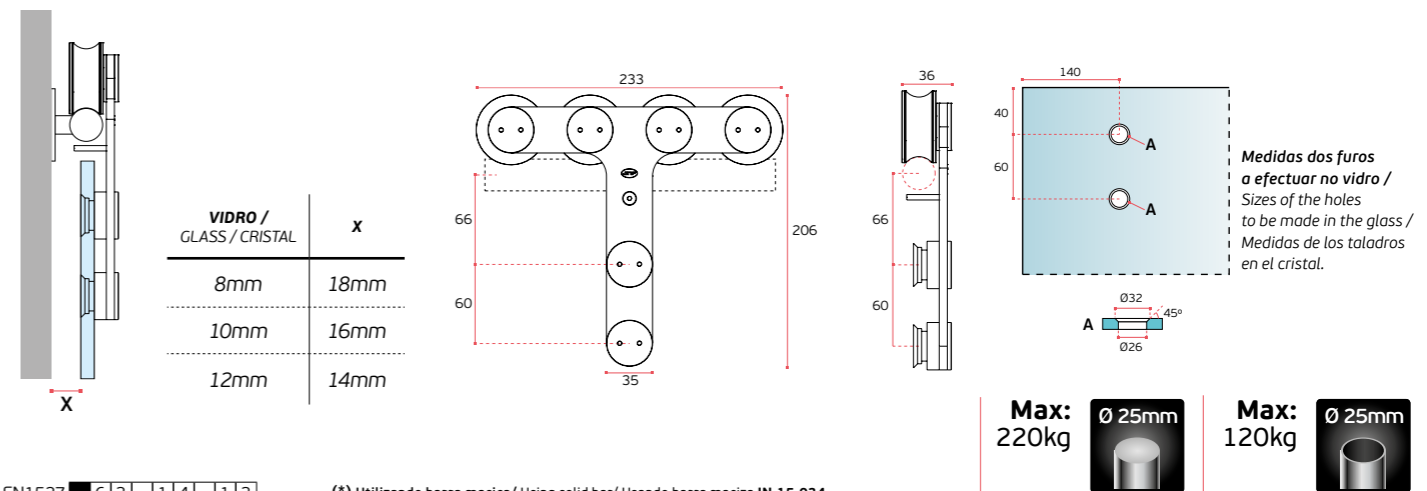 VIDRO /
GLASS / CRISTAL
X
8mm
18mm
10mm
16mm
12mm
14mm
X
233
206
66
60
35
36
66
60
140
40
60
A
A
Medidas dos furos
a efectuar no vidro /
Sizes of the holes
to be made in the glass /
Medidas de los taladros
en el cristal.
Ø32
45º
A
Ø26
Max:
220kg
Ø 25mm
Max:
120kg
Ø 25mm